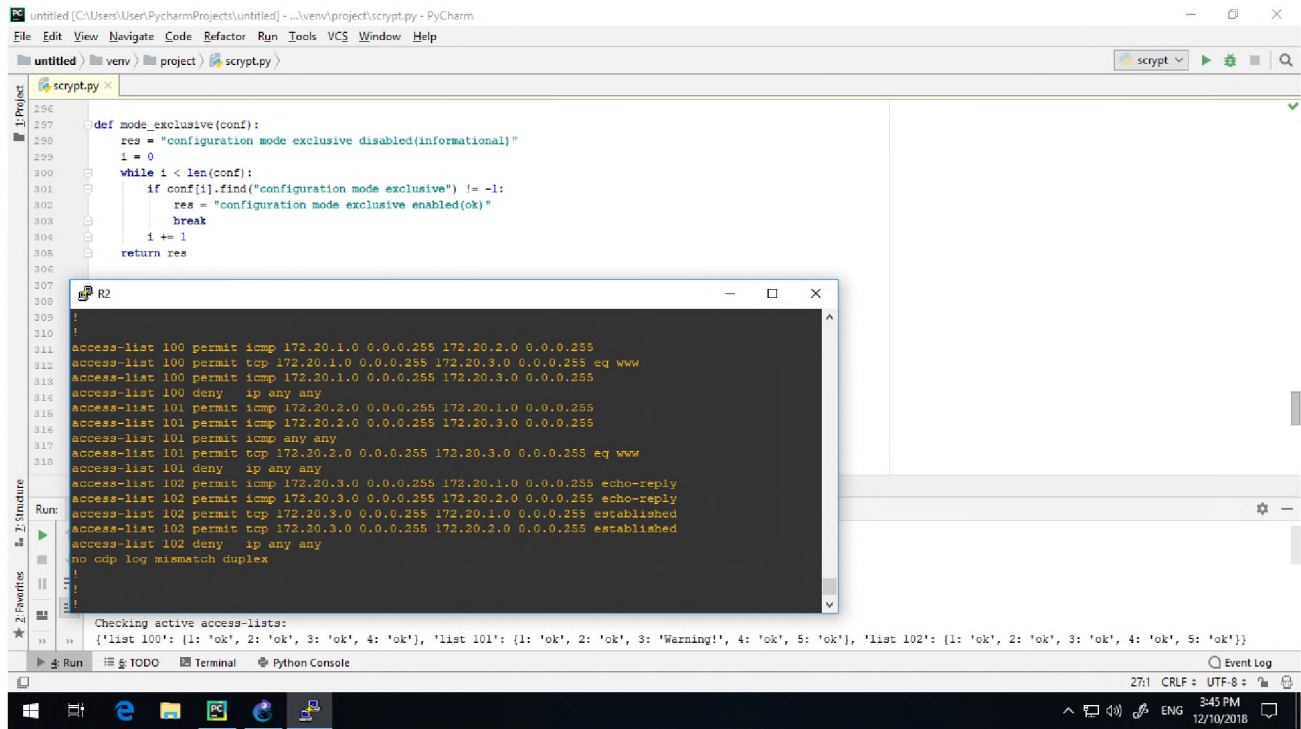 untitled [C:\Users\User\PycharmProjects\untitled] - ...\venv\project\scrypt.py - PyCharm
File Edit View Navigate Code Refactor Run Tools VCS Window Help
untitled venv project scrypt.py
scrypt
scrypt.py
1: Project
296
297 def mode_exclusive(conf):
298 res = "configuration mode exclusive disabled(informational)"
299 i = 0
300 while i < len(conf):
301 if conf[i].find("configuration mode exclusive") != -1:
302 res = "configuration mode exclusive enabled(ok)"
303 break
304 i += 1
305 return res
306
307
308
309
310
311
312
313
314
315
316
317
318
R2
!
!
access-list 100 permit icmp 172.20.1.0 0.0.0.255 172.20.2.0 0.0.0.255
access-list 100 permit tcp 172.20.1.0 0.0.0.255 172.20.3.0 0.0.0.255 eq www
access-list 100 permit icmp 172.20.1.0 0.0.0.255 172.20.3.0 0.0.0.255
access-list 100 deny ip any any
access-list 101 permit icmp 172.20.2.0 0.0.0.255 172.20.1.0 0.0.0.255
access-list 101 permit icmp 172.20.2.0 0.0.0.255 172.20.3.0 0.0.0.255
access-list 101 permit icmp any any
access-list 101 permit tcp 172.20.2.0 0.0.0.255 172.20.3.0 0.0.0.255 eq www
access-list 101 deny ip any any
access-list 102 permit icmp 172.20.3.0 0.0.0.255 172.20.1.0 0.0.0.255 echo-reply
access-list 102 permit icmp 172.20.3.0 0.0.0.255 172.20.2.0 0.0.0.255 echo-reply
access-list 102 permit tcp 172.20.3.0 0.0.0.255 172.20.1.0 0.0.0.255 established
access-list 102 permit tcp 172.20.3.0 0.0.0.255 172.20.2.0 0.0.0.255 established
access-list 102 deny ip any any
no cdp log mismatch duplex
!
!
!
7: Structure
2: Favorites
Run:
Checking active access-lists:
{'list 100': {1: 'ok', 2: 'ok', 3: 'ok', 4: 'ok'}, 'list 101': {1: 'ok', 2: 'ok', 3: 'Warning!', 4: 'ok', 5: 'ok'}, 'list 102': {1: 'ok', 2: 'ok', 3: 'ok', 4: 'ok', 5: 'ok'}}
4: Run 6: TODO Terminal Python Console Event Log
27:1 CRLF UTF-8
ENG 3:45 PM
12/10/2018